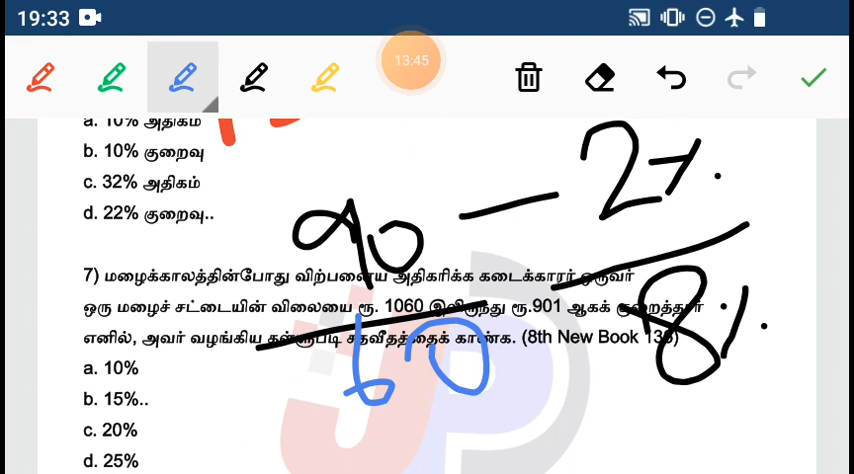 19:33
13:45
a. 10% அதிகம்
b. 10% குறைவு
c. 32% அதிகம்
d. 22% குறைவு..
90 — 27.
7) மழைக்காலத்தின்போது விற்பனையை அதிகரிக்க கடைக்காரர் ஒருவர்
ஒரு மழைச் சட்டையின் விலையை ரூ. 1060 இலிருந்து ரூ.901 ஆகக் குறைத்தார்
எனில், அவர் வழங்கிய தள்ளுபடி சதவீதத்தைக் காண்க. (8th New Book 136)
60
a. 10%
b. 15%..
c. 20%
d. 25%